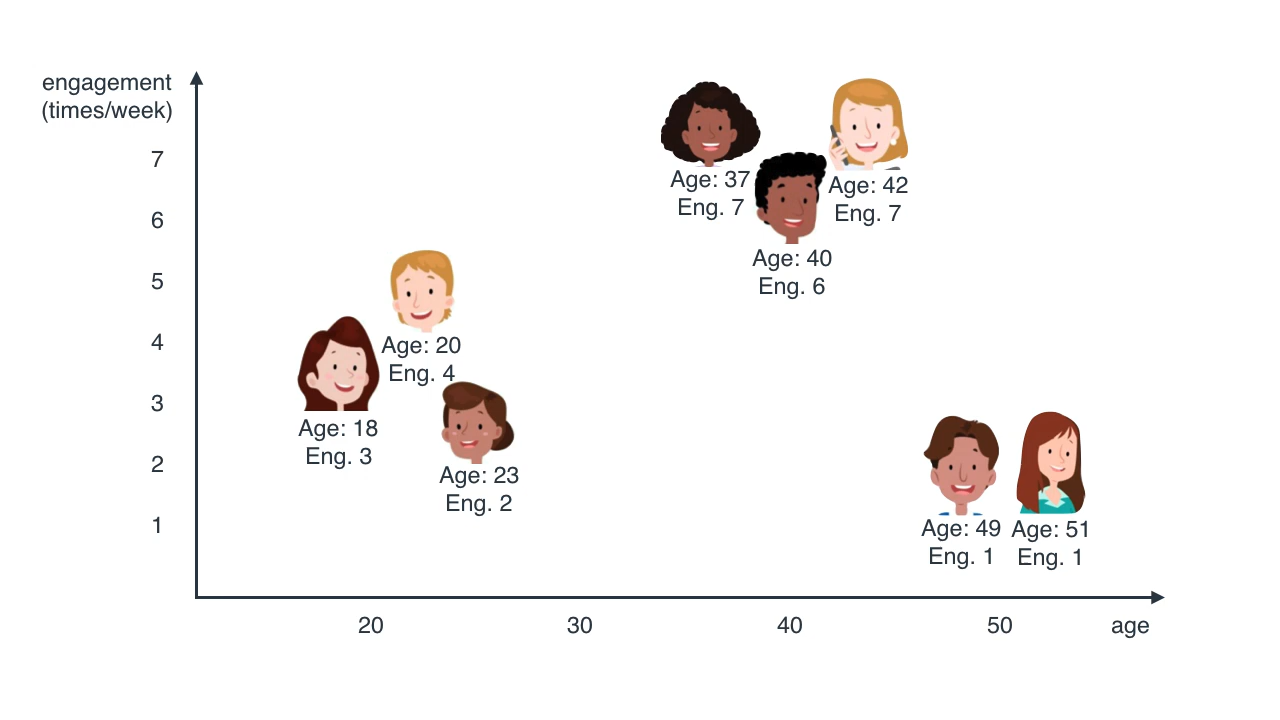 engagement
(times/week)
7
6
5
4
3
2
1
Age: 37
Eng. 7
Age: 42
Eng. 7
Age: 40
Eng. 6
Age: 20
Eng. 4
Age: 18
Eng. 3
Age: 23
Eng. 2
Age: 49
Eng. 1
Age: 51
Eng. 1
20
30
40
50
age